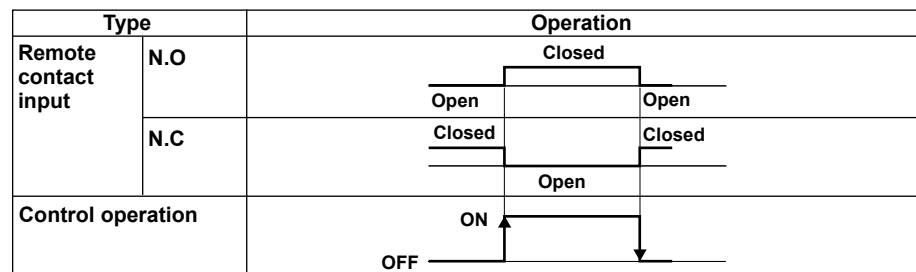 Type
Operation
Remote
contact
input
N.O
Closed
Open
Open
N.C
Closed
Closed
Open
Control operation
ON
OFF